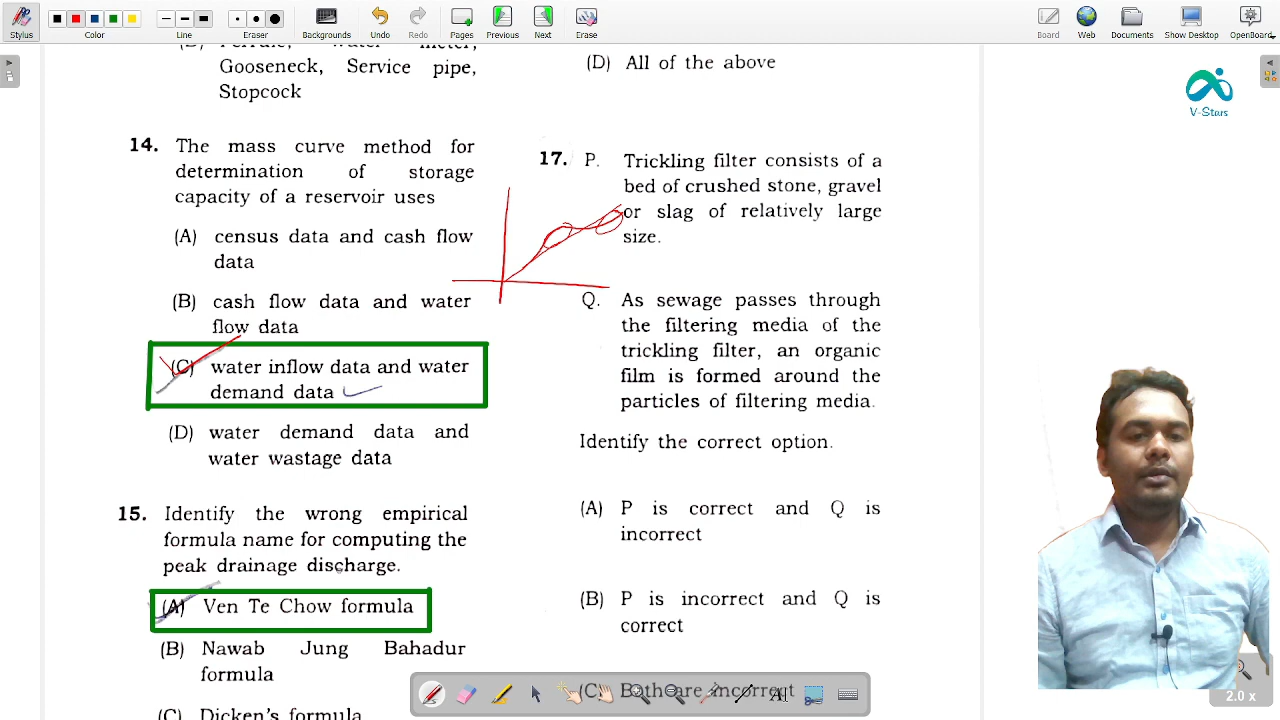 Stylus
Color
Line
Eraser
Backgrounds
Undo
Redo
Pages
Previous
Next
Erase
Board
Web
Documents
Show Desktop
OpenBoard
V-Stars
(B) Ferrule, water meter,
Gooseneck, Service pipe,
Stopcock
14. The mass curve method for
determination of storage
capacity of a reservoir uses
(A) census data and cash flow
data
(B) cash flow data and water
flow data
(C) water inflow data and water
demand data
(D) water demand data and
water wastage data
15. Identify the wrong empirical
formula name for computing the
peak drainage discharge.
(A) Ven Te Chow formula
(B) Nawab Jung Bahadur
formula
(C) Dicken's formula
(D) All of the above
17. P. Trickling filter consists of a
bed of crushed stone, gravel
or slag of relatively large
size.
Q. As sewage passes through
the filtering media of the
trickling filter, an organic
film is formed around the
particles of filtering media.
Identify the correct option.
(A) P is correct and Q is
incorrect
(B) P is incorrect and Q is
correct
(C) Both are incorrect
2.0 x